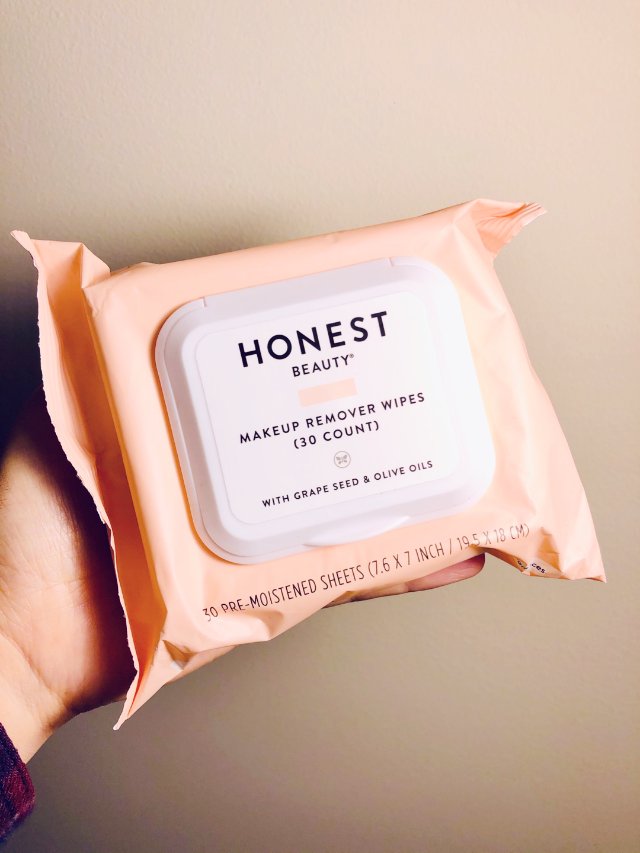 HONEST
BEAUTY®
MAKEUP REMOVER WIPES
(30 COUNT)
WITH GRAPE SEED & OLIVE OILS
30 PRE-MOISTENED SHEETS (7.6 X 7 INCH / 19.5 X 18 CM)